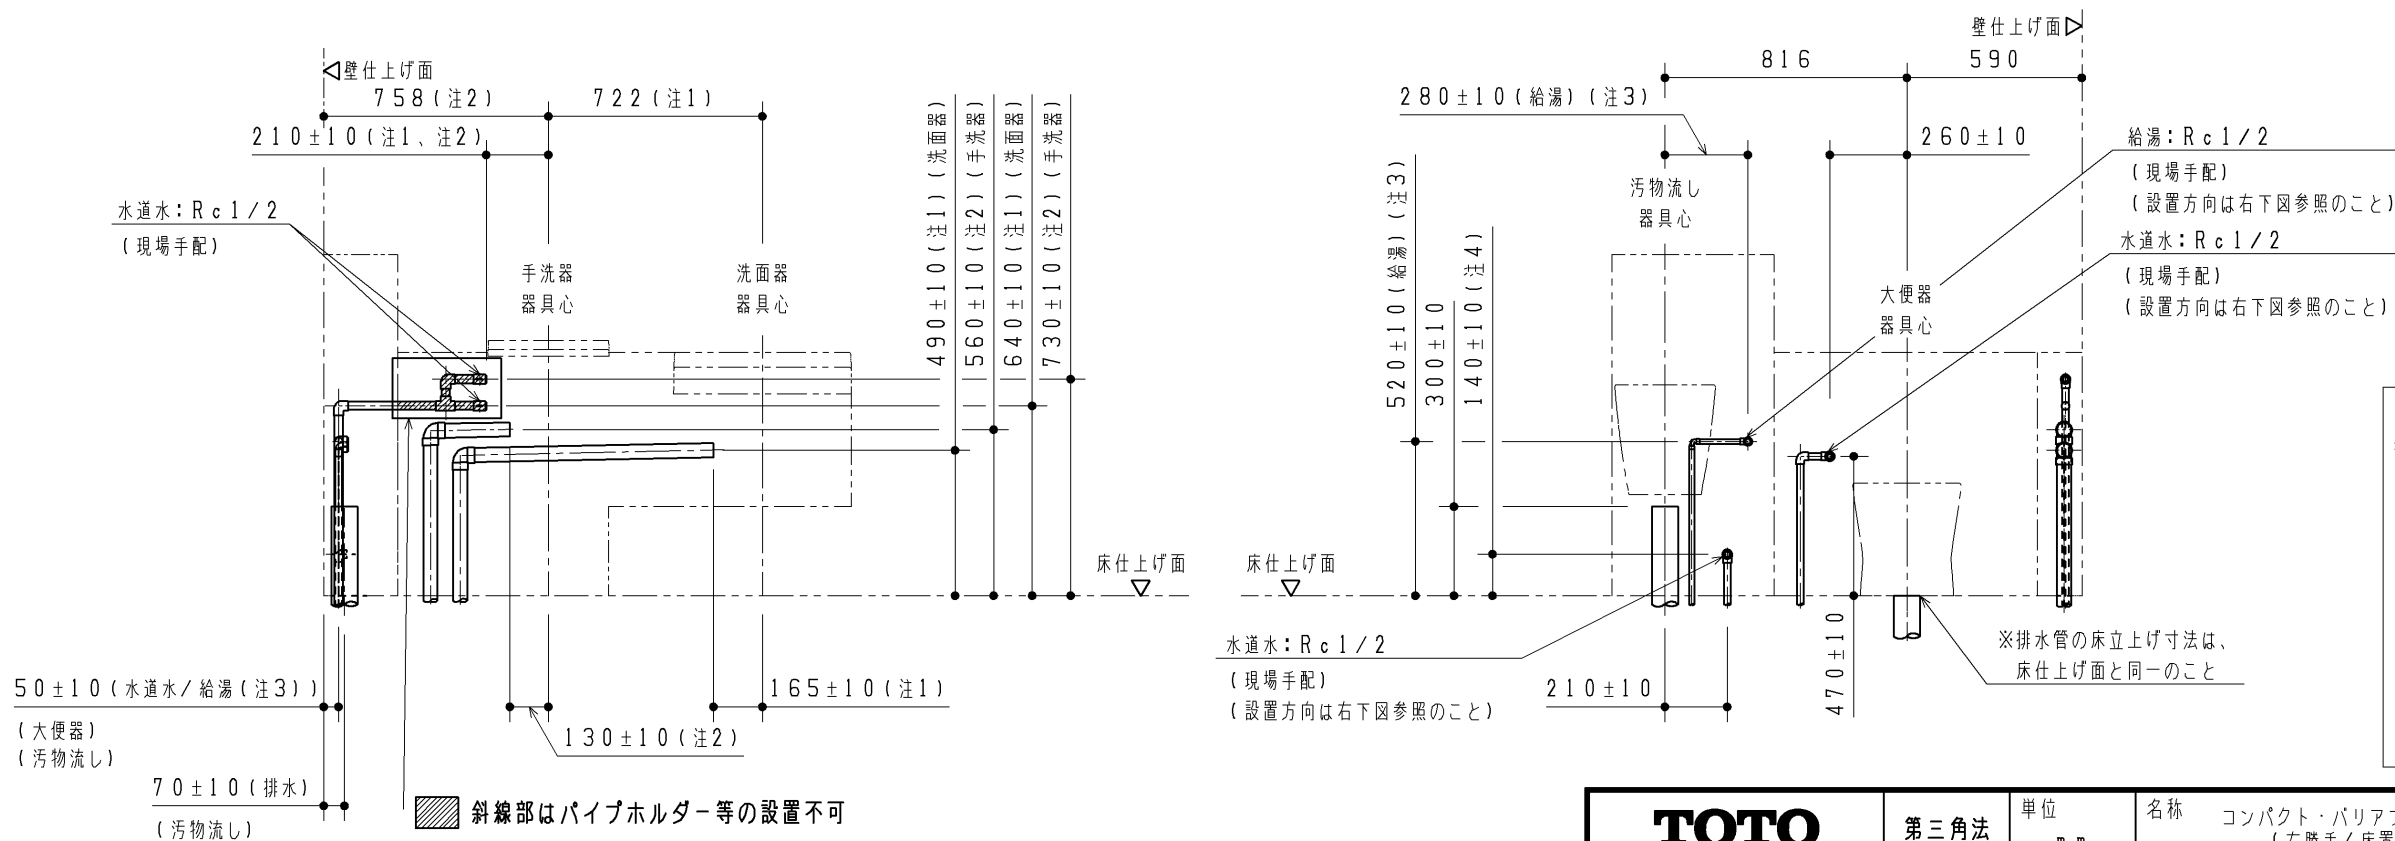 壁仕上げ面
758(注2)
722(注1)
210±10(注1、注2)
水道水:Rc1/2
(現場手配)
手洗器
器具心
洗面器
器具心
490±10(注1)(洗面器)
560±10(注2)(手洗器)
640±10(注1)(洗面器)
730±10(注2)(手洗器)
床仕上げ面
50±10(水道水/給湯(注3))
(大便器)
(汚物流し)
70±10(排水)
(汚物流し)
130±10(注2)
165±10(注1)
斜線部はパイプホルダー等の設置不可
壁仕上げ面
816
590
280±10(給湯)(注3)
260±10
給湯:Rc1/2
(現場手配)
(設置方向は右下図参照のこと)
水道水:Rc1/2
(現場手配)
(設置方向は右下図参照のこと)
汚物流し
器具心
大便器
器具心
520±10(給湯)(注3)
300±10
140±10(注4)
床仕上げ面
水道水:Rc1/2
(現場手配)
(設置方向は右下図参照のこと)
210±10
470±10
※排水管の床立上げ寸法は、
床仕上げ面と同一のこと
TOTO
第三角法
単位
名称
コンパクト・バリア